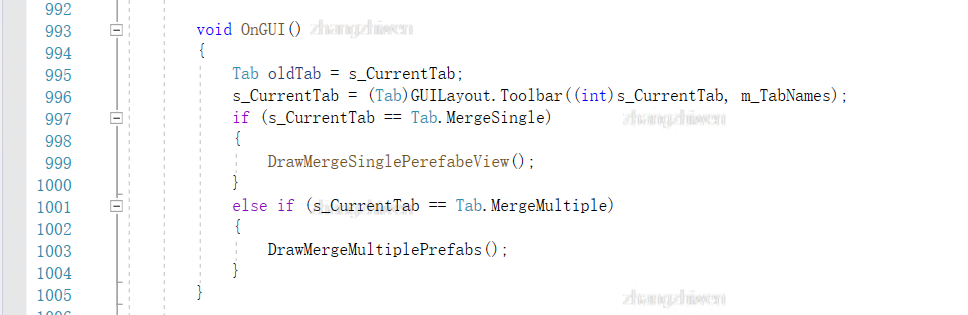 992
993 void OnGUI() zhangzhiwen
994 {
995 Tab oldTab = s_CurrentTab;
996 s_CurrentTab = (Tab)GUILayout.Toolbar((int)s_CurrentTab, m_TabNames);
997 if (s_CurrentTab == Tab.MergeSingle) zhangzhiwen
998 {
999 DrawMergeSinglePerefabeView();
1000 }
1001 else if (s_CurrentTab == Tab.MergeMultiple)
1002 {
1003 DrawMergeMultiplePrefabs();
1004 }
1005 } zhangzhiwen